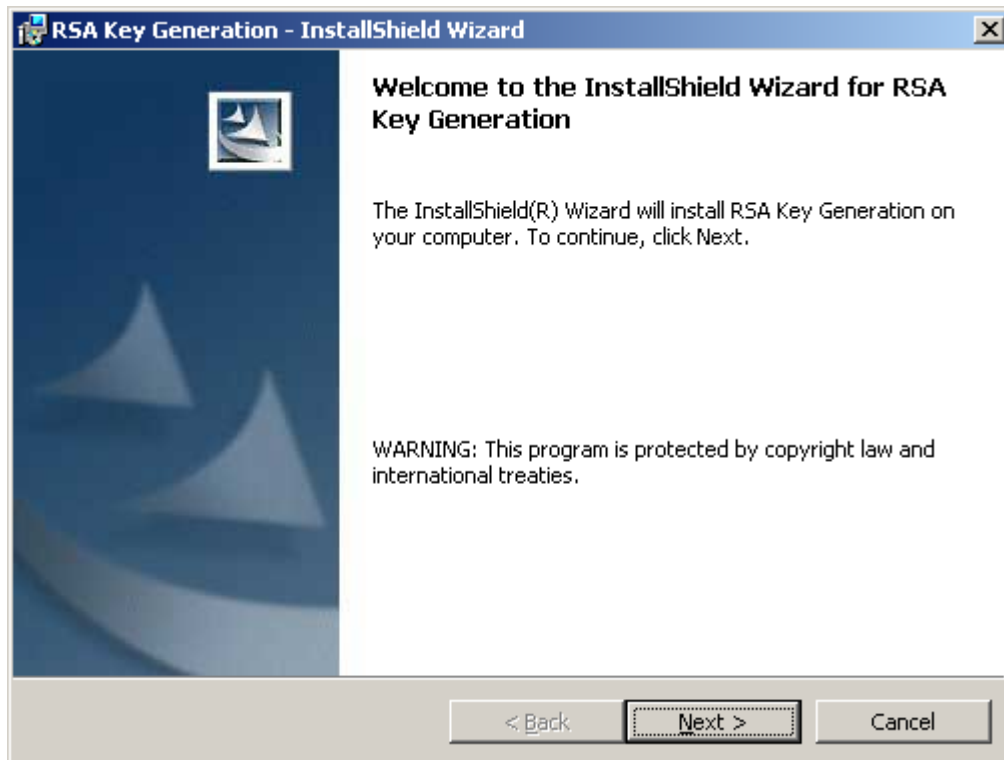 RSA Key Generation - InstallShield Wizard
Welcome to the InstallShield Wizard for RSA
Key Generation
The InstallShield(R) Wizard will install RSA Key Generation on
your computer. To continue, click Next.
WARNING: This program is protected by copyright law and
international treaties.
< Back
Next >
Cancel